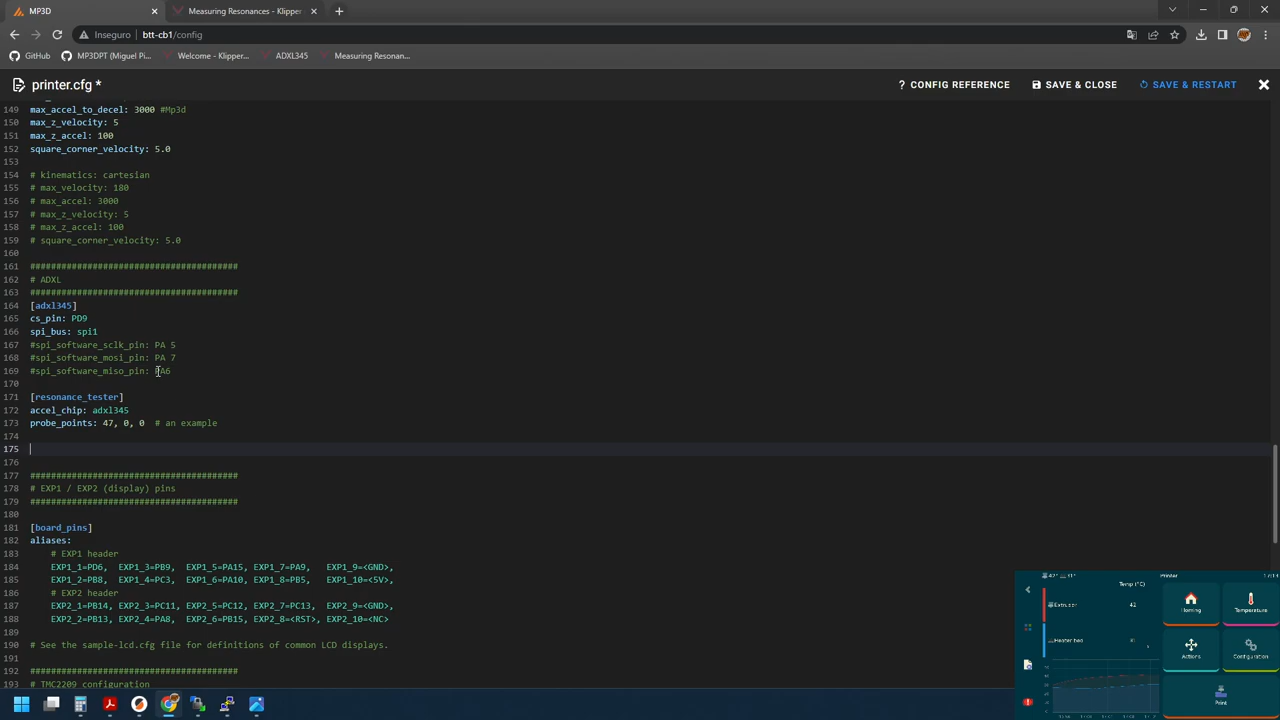 MP3D
Measuring Resonances - Klipper
Inseguro
btt-cb1/config
GitHub
MP3DPT (Miguel Pi...
Welcome - Klipper...
ADXL345
Measuring Resonan...
printer.cfg *
? CONFIG REFERENCE
SAVE & CLOSE
SAVE & RESTART
149 max_accel_to_decel: 3000 #Mp3d
150 max_z_velocity: 5
151 max_z_accel: 100
152 square_corner_velocity: 5.0
153
154 # kinematics: cartesian
155 # max_velocity: 180
156 # max_accel: 3000
157 # max_z_velocity: 5
158 # max_z_accel: 100
159 # square_corner_velocity: 5.0
160
161 ########################################
162 # ADXL
163 ########################################
164 [adxl345]
165 cs_pin: PD9
166 spi_bus: spi1
167 #spi_software_sclk_pin: PA 5
168 #spi_software_mosi_pin: PA 7
169 #spi_software_miso_pin: PA6
170
171 [resonance_tester]
172 accel_chip: adxl345
173 probe_points: 47, 0, 0 # an example
174
175
176
177 ########################################
178 # EXP1 / EXP2 (display) pins
179 ########################################
180
181 [board_pins]
182 aliases:
183 # EXP1 header
184 EXP1_1=PD6, EXP1_3=PB9, EXP1_5=PA15, EXP1_7=PA9, EXP1_9=<GND>,
185 EXP1_2=PB8, EXP1_4=PC3, EXP1_6=PA10, EXP1_8=PB5, EXP1_10=<5V>,
186 # EXP2 header
187 EXP2_1=PB14, EXP2_3=PC11, EXP2_5=PC12, EXP2_7=PC13, EXP2_9=<GND>,
188 EXP2_2=PB13, EXP2_4=PA8, EXP2_6=PB15, EXP2_8=<RST>, EXP2_10=<NC>
189
190 # See the sample-lcd.cfg file for definitions of common LCD displays.
191
192 ########################################
193 # TMC2209 configuration
Printer
Temp (°C)
Extruder
Heater bed
Homing
Temperature
Actions
Configuration
Print